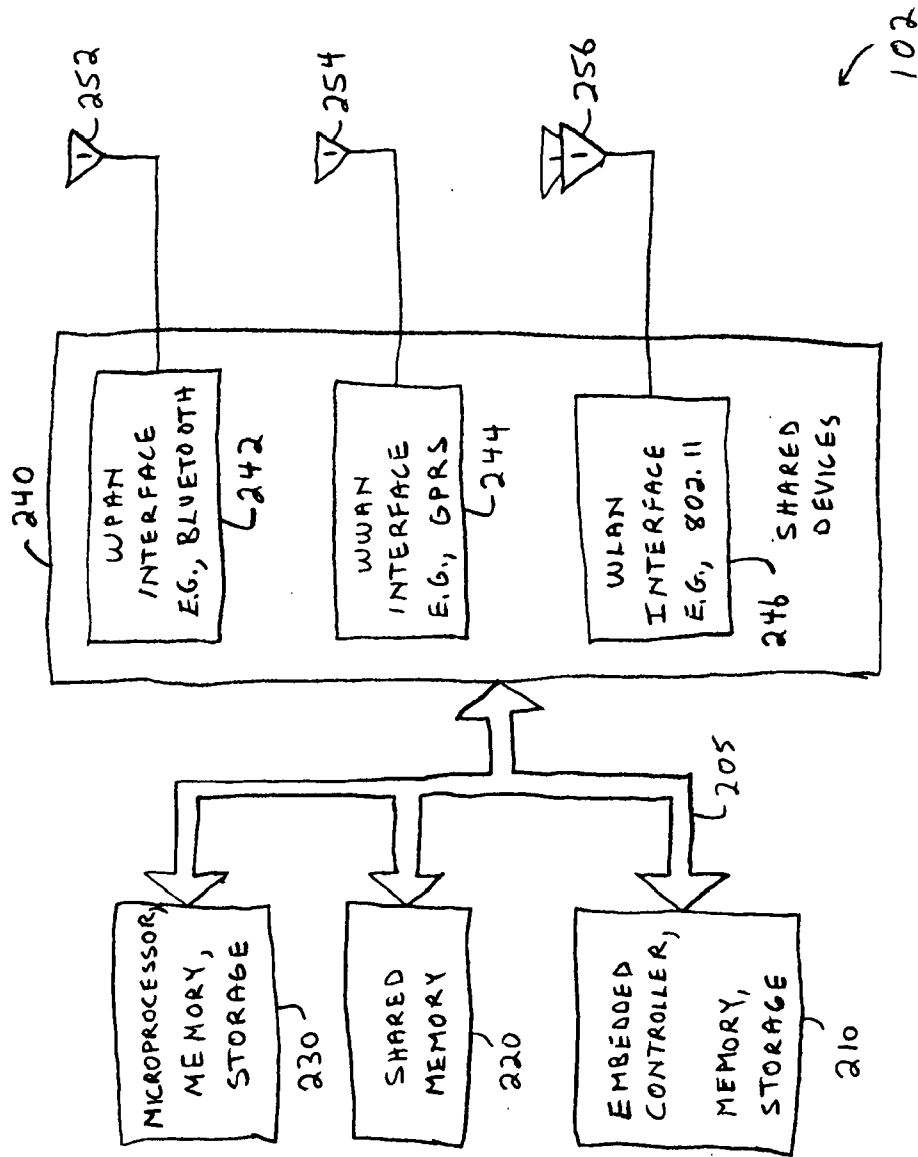 EMBEDDED
CONTROLLER,
MEMORY,
STORAGE
210
SHARED
MEMORY
220
MICROPROCESSOR,
MEMORY,
STORAGE
230
205
240
WLAN
INTERFACE
E.G., 802.11
246
SHARED
DEVICES
WWAN
INTERFACE
E.G., GPRS
244
WPAN
INTERFACE
E.G., BLUETOOTH
242
256
254
252
102